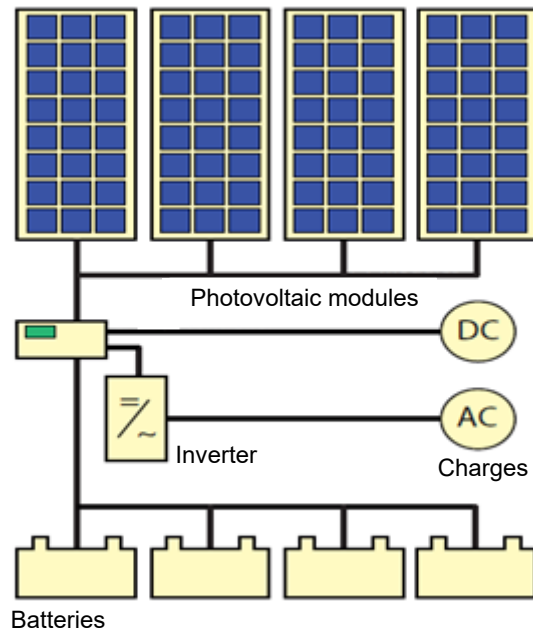 Photovoltaic modules
DC
AC
Inverter
Charges
Batteries